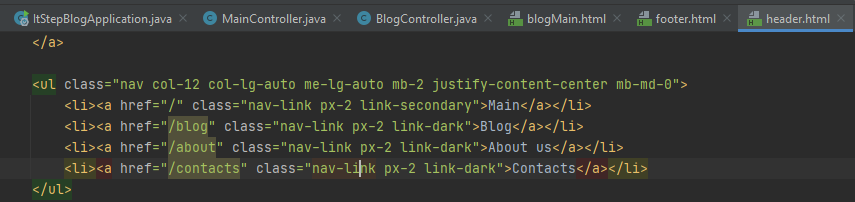 ItStepBlogApplication.java MainController.java BlogController.java blogMain.html footer.html header.html
</a>
<ul class="nav col-12 col-lg-auto me-lg-auto mb-2 justify-content-center mb-md-0">
<li><a href="/" class="nav-link px-2 link-secondary">Main</a></li>
<li><a href="/blog" class="nav-link px-2 link-dark">Blog</a></li>
<li><a href="/about" class="nav-link px-2 link-dark">About us</a></li>
<li><a href="/contacts" class="nav-link px-2 link-dark">Contacts</a></li>
</ul>